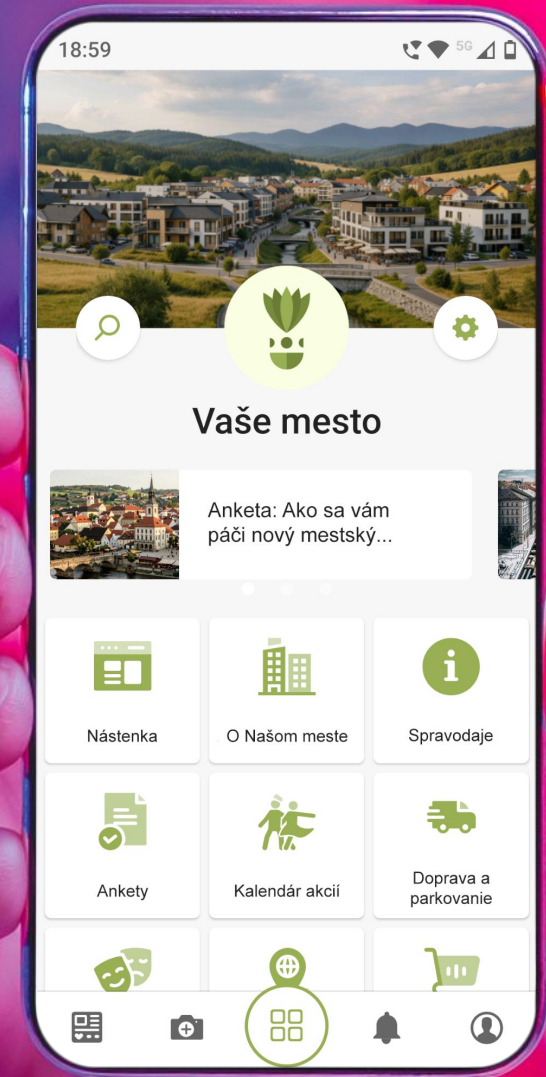 18:59
5G
Vaše mesto
Anketa: Ako sa vám
páči nový mestský...
Nástenka
O Našom meste
Spravodaje
Ankety
Kalendár akcií
Doprava a
parkovanie